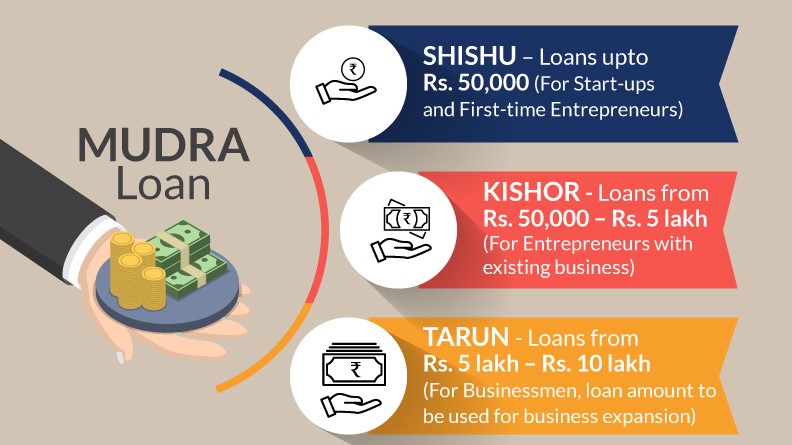 MUDRA
Loan
SHISHU – Loans upto
Rs. 50,000 (For Start-ups
and First-time Entrepreneurs)
KISHOR - Loans from
Rs. 50,000 – Rs. 5 lakh
(For Entrepreneurs with
existing business)
TARUN - Loans from
Rs. 5 lakh – Rs. 10 lakh
(For Businessmen, loan amount to
be used for business expansion)
₹
₹
₹